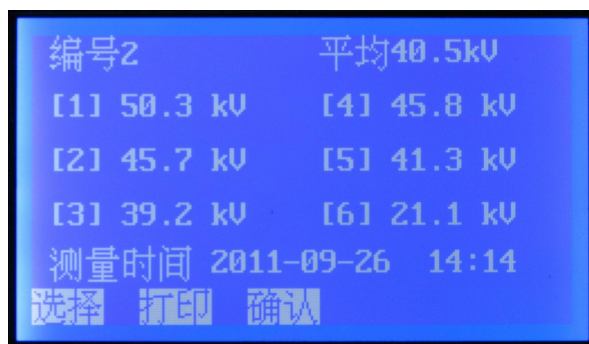 编号2 平均40.5kV
[1] 50.3 kV [4] 45.8 kV
[2] 45.7 kV [5] 41.3 kV
[3] 39.2 kV [6] 21.1 kV
测量时间 2011-09-26 14:14
选择 打印 确认